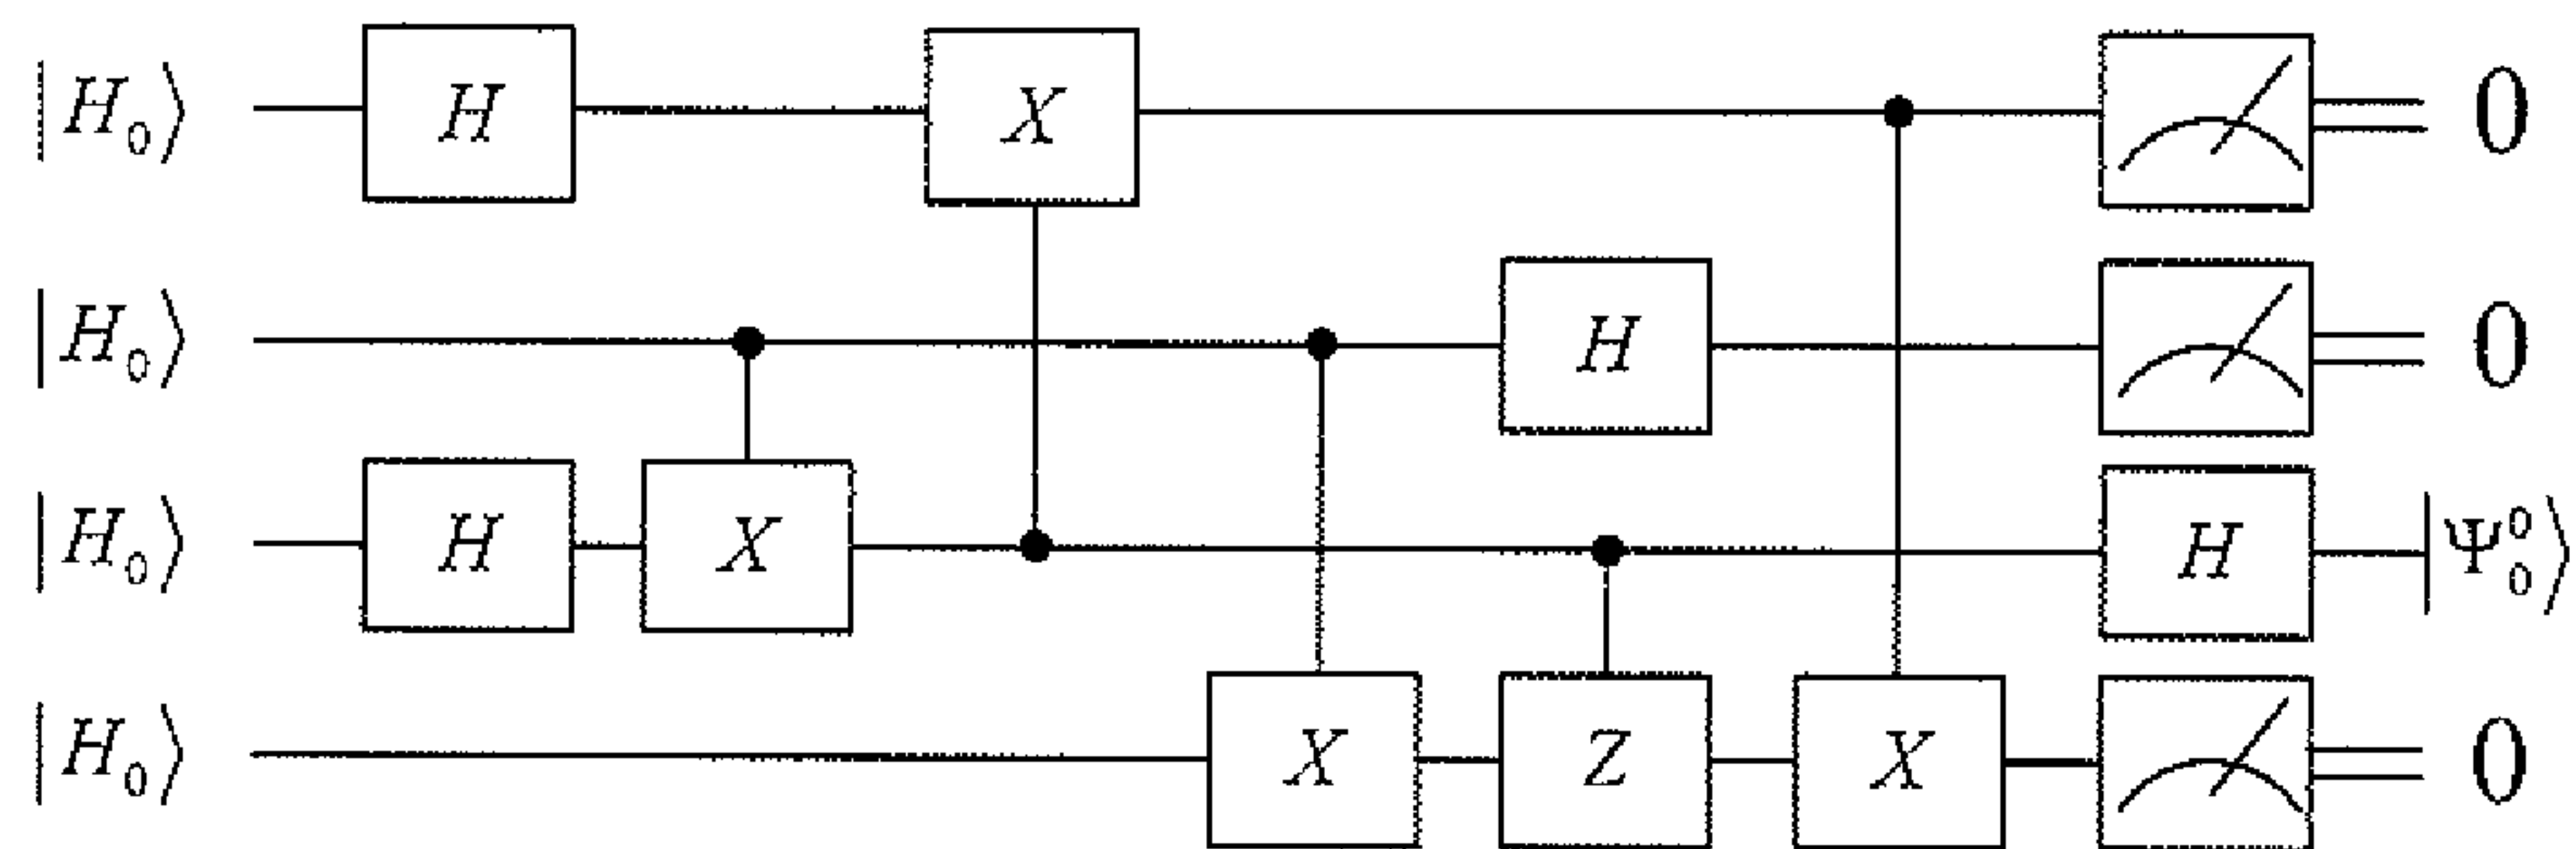 |H₀⟩ H X 0
|H₀⟩ H 0
|H₀⟩ H X H |Ψ₀⁰⟩
|H₀⟩ X Z X 0